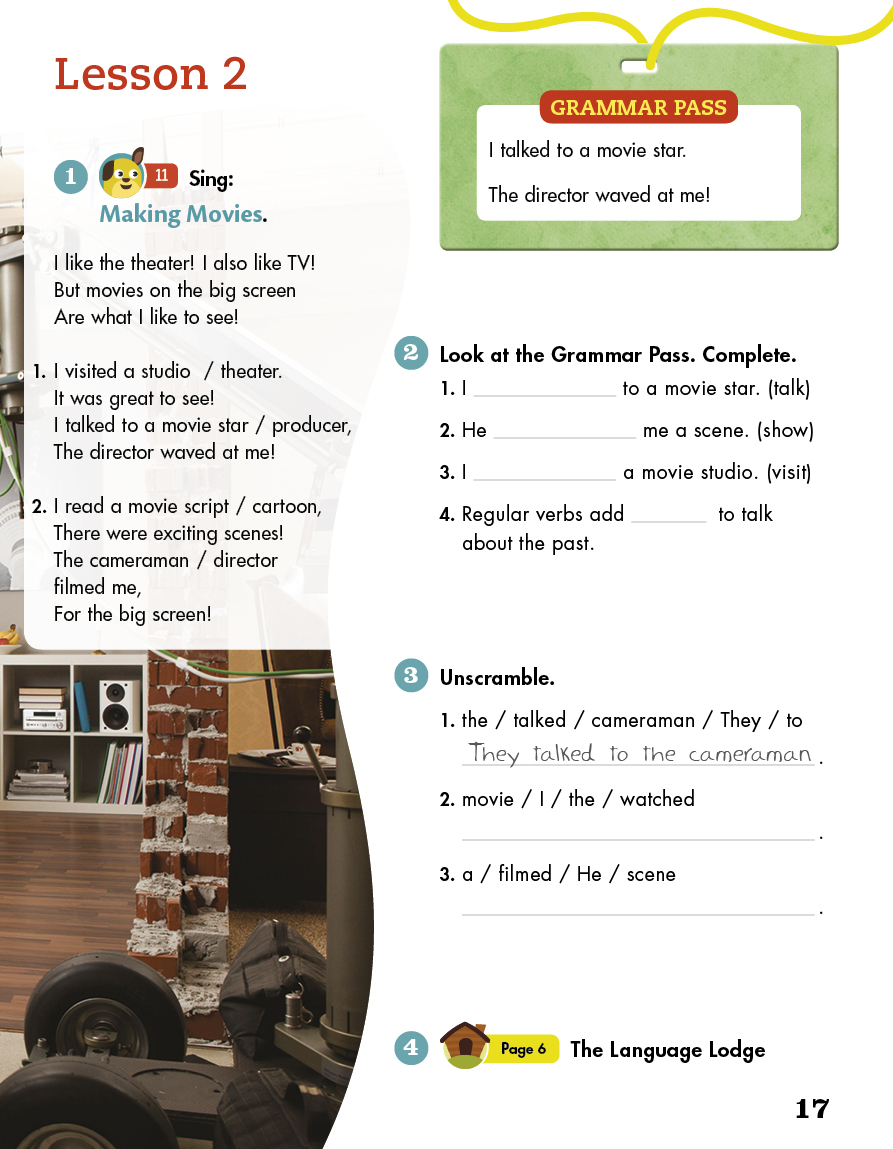 Lesson 2
1 11 Sing:
Making Movies.
I like the theater! I also like TV!
But movies on the big screen
Are what I like to see!
1. I visited a studio / theater.
It was great to see!
I talked to a movie star / producer,
The director waved at me!
2. I read a movie script / cartoon,
There were exciting scenes!
The cameraman / director
filmed me,
For the big screen!
GRAMMAR PASS
I talked to a movie star.
The director waved at me!
2 Look at the Grammar Pass. Complete.
1. I ____________ to a movie star. (talk)
2. He ____________ me a scene. (show)
3. I ____________ a movie studio. (visit)
4. Regular verbs add ______ to talk
about the past.
3 Unscramble.
1. the / talked / cameraman / They / to
They talked to the cameraman .
2. movie / I / the / watched
.
3. a / filmed / He / scene
.
4 Page 6 The Language Lodge
17